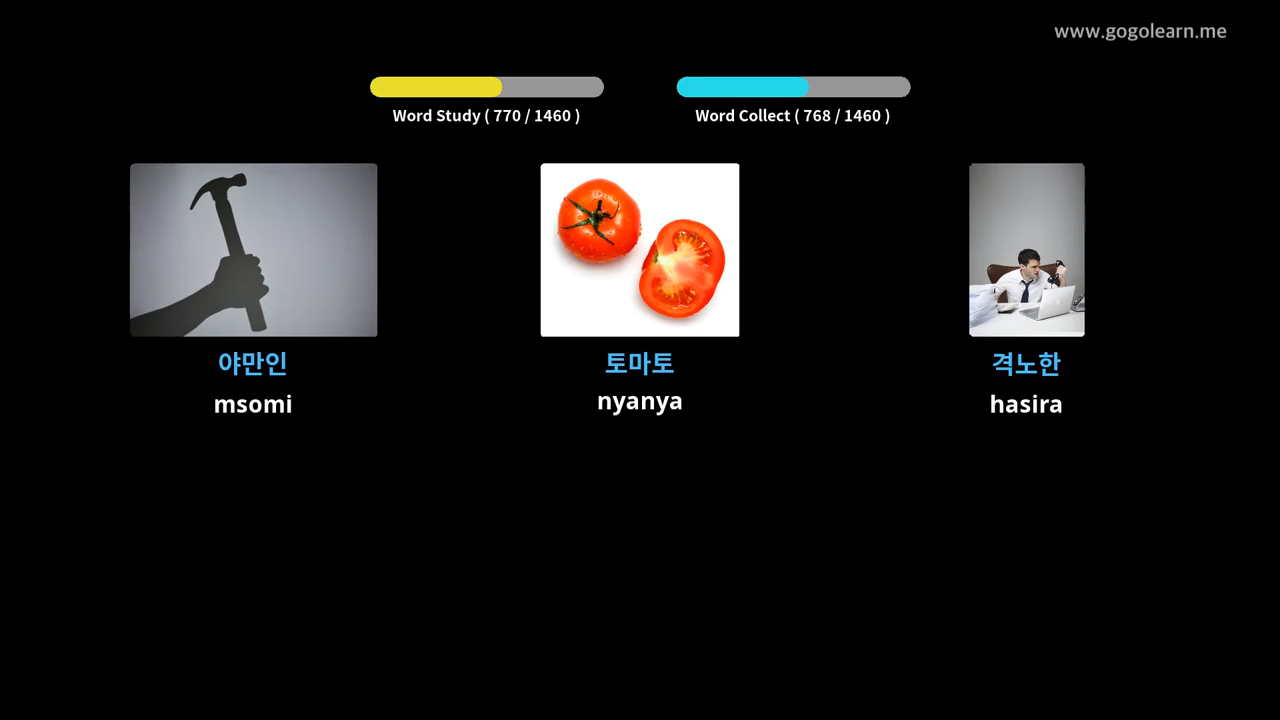 www.gogolearn.me
Word Study ( 770 / 1460 )
Word Collect ( 768 / 1460 )
야만인
토마토
격노한
msomi
nyanya
hasira